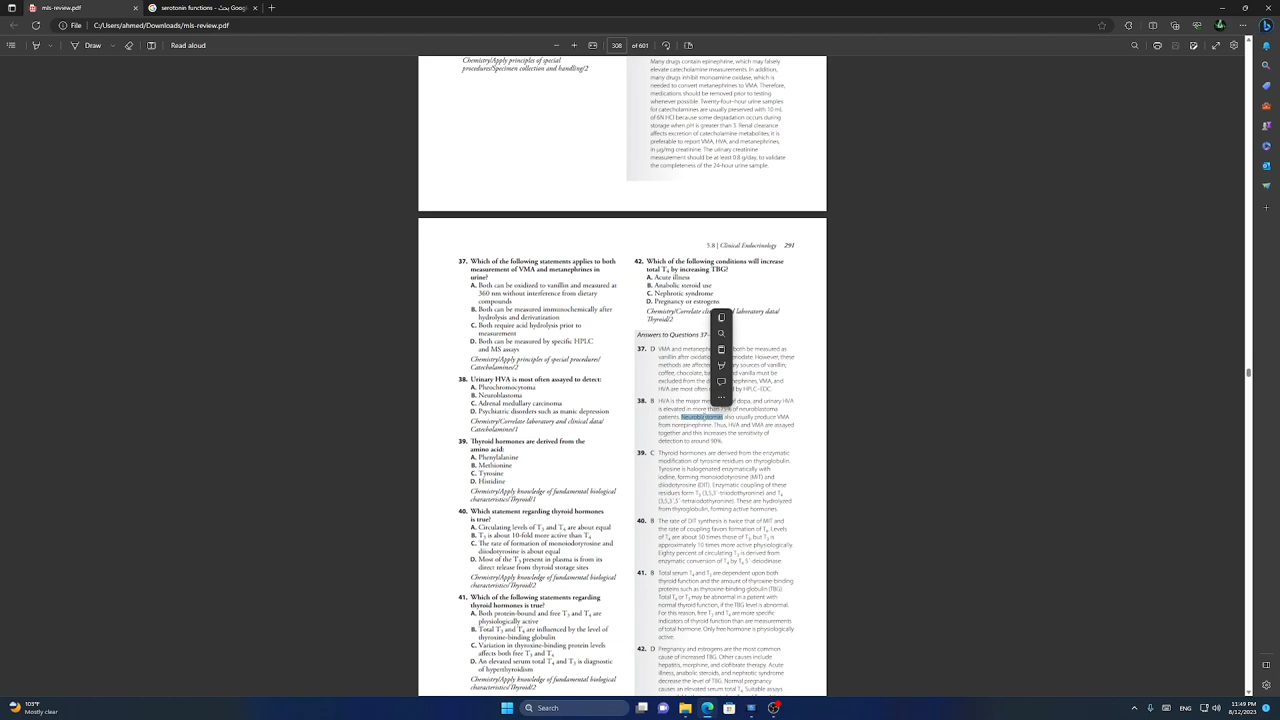 mls review.pdf
serotonin function - Search
mls-review.pdf
File
C:/Users/
/Downloads/mls-review.pdf
Draw
Read aloud
308
of 601
Chemistry/Apply principles of special
procedures/Specimen collection and handling/2
Many drugs contain epinephrine, which may falsely
elevate catecholamine measurements. In addition,
many drugs inhibit monoamine oxidase, which is
needed to convert metanephrines to VMA. Therefore,
medications should be removed prior to testing
whenever possible. Twenty-four-hour urine samples
for catecholamines are usually preserved with 10 mL
of 6N HCl because some degradation occurs during
storage when pH is greater than 3. Renal clearance
affects excretion of catecholamine metabolites; it is
preferable to report VMA, HVA, and metanephrines,
in μg/mg creatinine. The urinary creatinine
measurement should be at least 0.8 g/day, to validate
the completeness of the 24-hour urine sample.
5.8 | Clinical Endocrinology 291
37. Which of the following statements applies to both
measurement of VMA and metanephrines in
urine?
A. Both can be oxidized to vanillin and measured at
360 nm without interference from dietary
compounds
B. Both can be measured immunochemically after
hydrolysis and derivatization
C. Both require acid hydrolysis prior to
measurement
D. Both can be measured by specific HPLC
and MS assays
Chemistry/Apply principles of special procedures/
Catecholamines/2
38. Urinary HVA is most often assayed to detect:
A. Pheochromocytoma
B. Neuroblastoma
C. Adrenal medullary carcinoma
D. Psychiatric disorders such as manic depression
Chemistry/Correlate laboratory and clinical data/
Catecholamines/1
39. Thyroid hormones are derived from the
amino acid:
A. Phenylalanine
B. Methionine
C. Tyrosine
D. Histidine
Chemistry/Apply knowledge of fundamental biological
characteristics/Thyroid/1
40. Which statement regarding thyroid hormones
is true?
A. Circulating levels of T3 and T4 are about equal
B. T3 is about 10-fold more active than T4
C. The rate of formation of monoiodotyrosine and
diiodotyrosine is about equal
D. Most of the T3 present in plasma is from its
direct release from thyroid storage sites
Chemistry/Apply knowledge of fundamental biological
characteristics/Thyroid/2
41. Which of the following statements regarding
thyroid hormones is true?
A. Both protein-bound and free T3 and T4 are
physiologically active
B. Total T3 and T4 are influenced by the level of
thyroxine-binding globulin
C. Variation in thyroxine-binding protein levels
affects both free T3 and T4
D. An elevated serum total T4 and T3 is diagnostic
of hyperthyroidism
Chemistry/Apply knowledge of fundamental biological
characteristics/Thyroid/2
42. Which of the following conditions will increase
total T4 by increasing TBG?
A. Acute illness
B. Anabolic steroid use
C. Nephrotic syndrome
D. Pregnancy or estrogens
Chemistry/Correlate d laboratory data/
Thyroid/2
Answers to Questions 37–
37. D VMA and both be measured as
vanillin after However, these
methods are affected sources of vanillin,
coffee, chocolate, and vanilla must be
excluded from the VMA, and
HVA are most often by HPLC-EDC.
38. B HVA is the major of dopa, and urinary HVA
is elevated in more than 75% of neuroblastoma
patients. Neuroblastomas also usually produce VMA
from norepinephrine. Thus, HVA and VMA are assayed
together and this increases the sensitivity of
detection to around 90%.
39. C Thyroid hormones are derived from the enzymatic
modification of tyrosine residues on thyroglobulin.
Tyrosine is halogenated enzymatically with
iodine, forming monoiodotyrosine (MIT) and
diiodotyrosine (DIT). Enzymatic coupling of these
residues form T3 (3,5,3´-triiodothyronine) and T4
(3,5,3´,5´-tetraiodothyronine). These are hydrolyzed
from thyroglobulin, forming active hormones.
40. B The rate of DIT synthesis is twice that of MIT and
the rate of coupling favors formation of T4. Levels
of T4 are about 50 times those of T3, but T3 is
approximately 10 times more active physiologically.
Eighty percent of circulating T3 is derived from
enzymatic conversion of T4 by T4 5´-deiodinase.
41. B Total serum T4 and T3 are dependent upon both
thyroid function and the amount of thyroxine-binding
proteins such as thyroxine-binding globulin (TBG).
Total T4 or T3 may be abnormal in a patient with
normal thyroid function, if the TBG level is abnormal.
For this reason, free T3 and T4 are more specific
indicators of thyroid function than are measurements
of total hormone. Only free hormone is physiologically
active.
42. D Pregnancy and estrogens are the most common
cause of increased TBG. Other causes include
hepatitis, morphine, and clofibrate therapy. Acute
illness, anabolic steroids, and nephrotic syndrome
decrease the level of TBG. Normal pregnancy
causes an elevated serum total T4. Suitable assays
103°F
Mostly clear
Search
11:49 PM